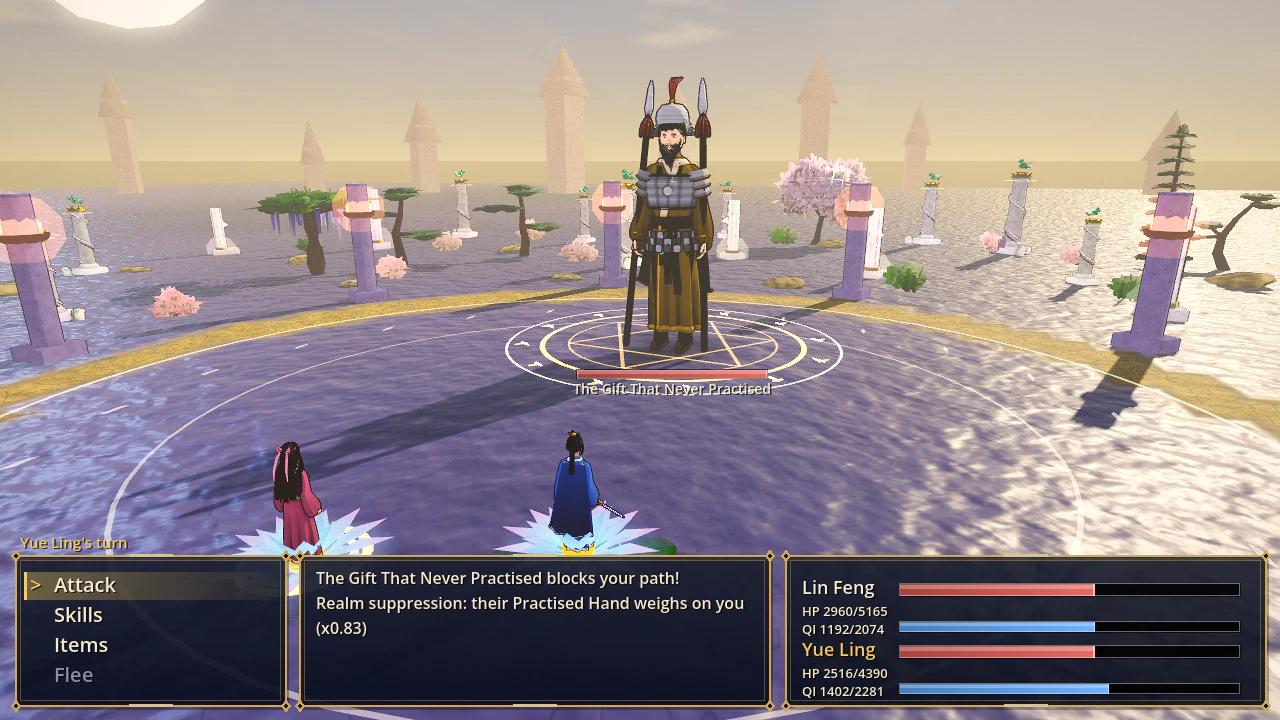 The Gift That Never Practised
Yue Ling's turn
> Attack
Skills
Items
Flee
The Gift That Never Practised blocks your path!
Realm suppression: their Practised Hand weighs on you
(x0.83)
Lin Feng
HP 2960/5165
QI 1192/2074
Yue Ling
HP 2516/4390
QI 1402/2281